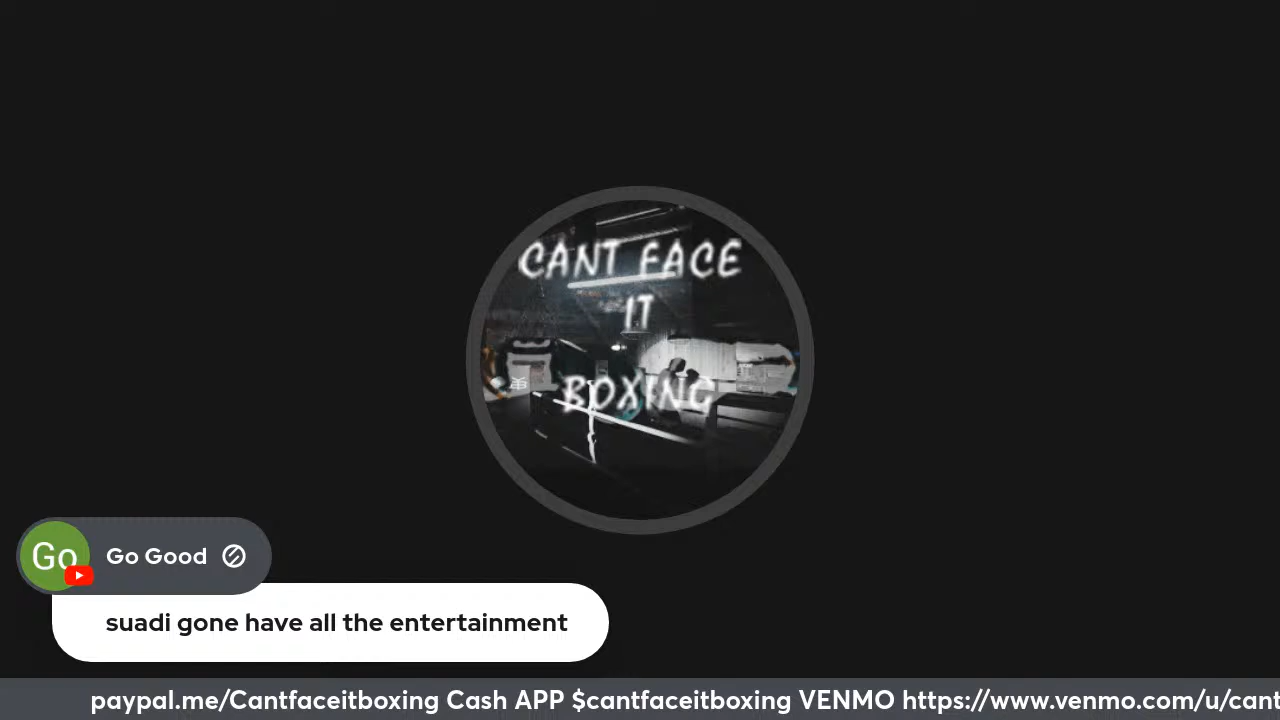 CANT FACE
IT
BOXING
Go
Go Good
suadi gone have all the entertainment
paypal.me/Cantfaceitboxing Cash APP $cantfaceitboxing VENMO https://www.venmo.com/u/cant